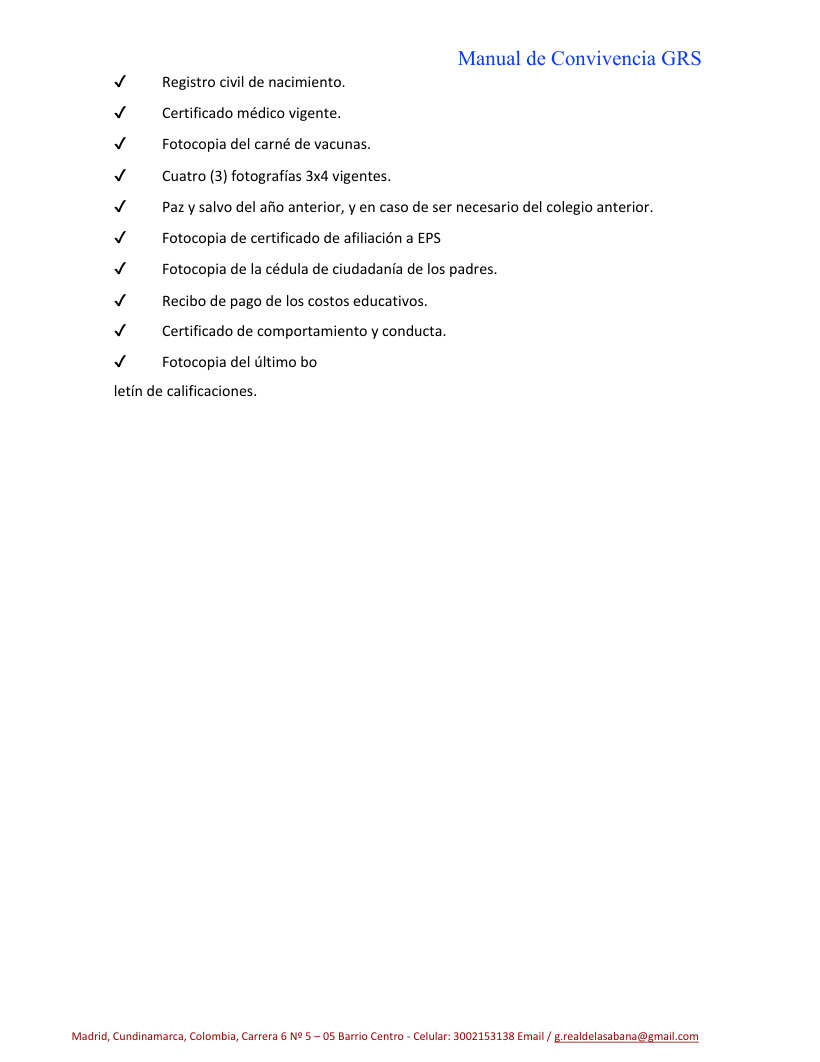 Manual de Convivencia GRS
✓ Registro civil de nacimiento.
✓ Certificado médico vigente.
✓ Fotocopia del carné de vacunas.
✓ Cuatro (3) fotografías 3x4 vigentes.
✓ Paz y salvo del año anterior, y en caso de ser necesario del colegio anterior.
✓ Fotocopia de certificado de afiliación a EPS
✓ Fotocopia de la cédula de ciudadanía de los padres.
✓ Recibo de pago de los costos educativos.
✓ Certificado de comportamiento y conducta.
✓ Fotocopia del último bo
letín de calificaciones.
Madrid, Cundinamarca, Colombia, Carrera 6 Nº 5 – 05 Barrio Centro - Celular: 3002153138 Email / g.realdelasabana@gmail.com